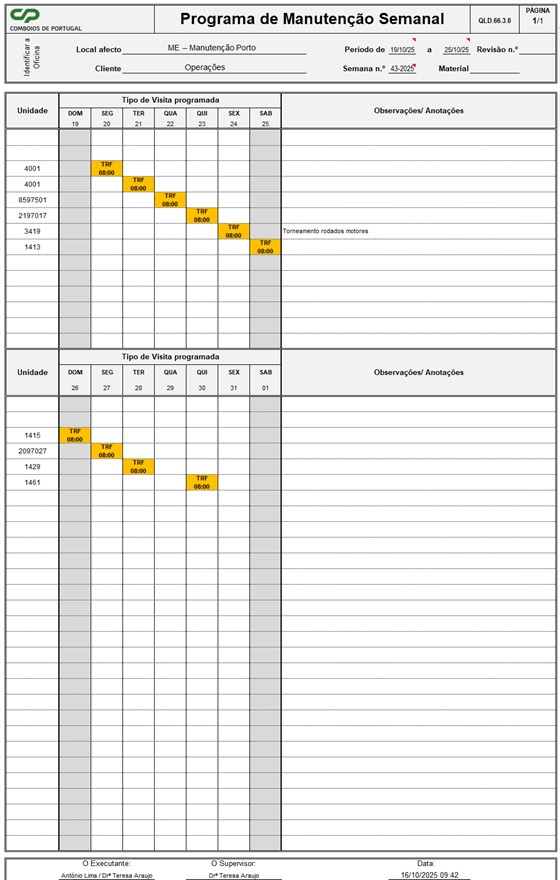 CP
COMBOIOS DE PORTUGAL
Programa de Manutenção Semanal
QLD.66.3.0
PÁGINA
1/1
Identificar a Oficina
Local afecto ME – Manutenção Porto
Período de 19/10/25 a 25/10/25 Revisão n.º
Cliente Operações
Semana n.º 43-2025 Material
Unidade
Tipo de Visita programada
Observações/ Anotações
DOM SEG TER QUA QUI SEX SAB
19 20 21 22 23 24 25
4001 TRF 08:00
4001 TRF 08:00
8597501 TRF 08:00
2197017 TRF 08:00
3419 TRF 08:00 Torneamento rodados motores
1413 TRF 08:00
Unidade
Tipo de Visita programada
Observações/ Anotações
DOM SEG TER QUA QUI SEX SAB
26 27 28 29 30 31 01
1415 TRF 08:00
2097027 TRF 08:00
1429 TRF 08:00
1461 TRF 08:00
O Executante: O Supervisor: Data:
António Lima / Drª Teresa Araujo Drª Teresa Araujo 16/10/2025 09:42